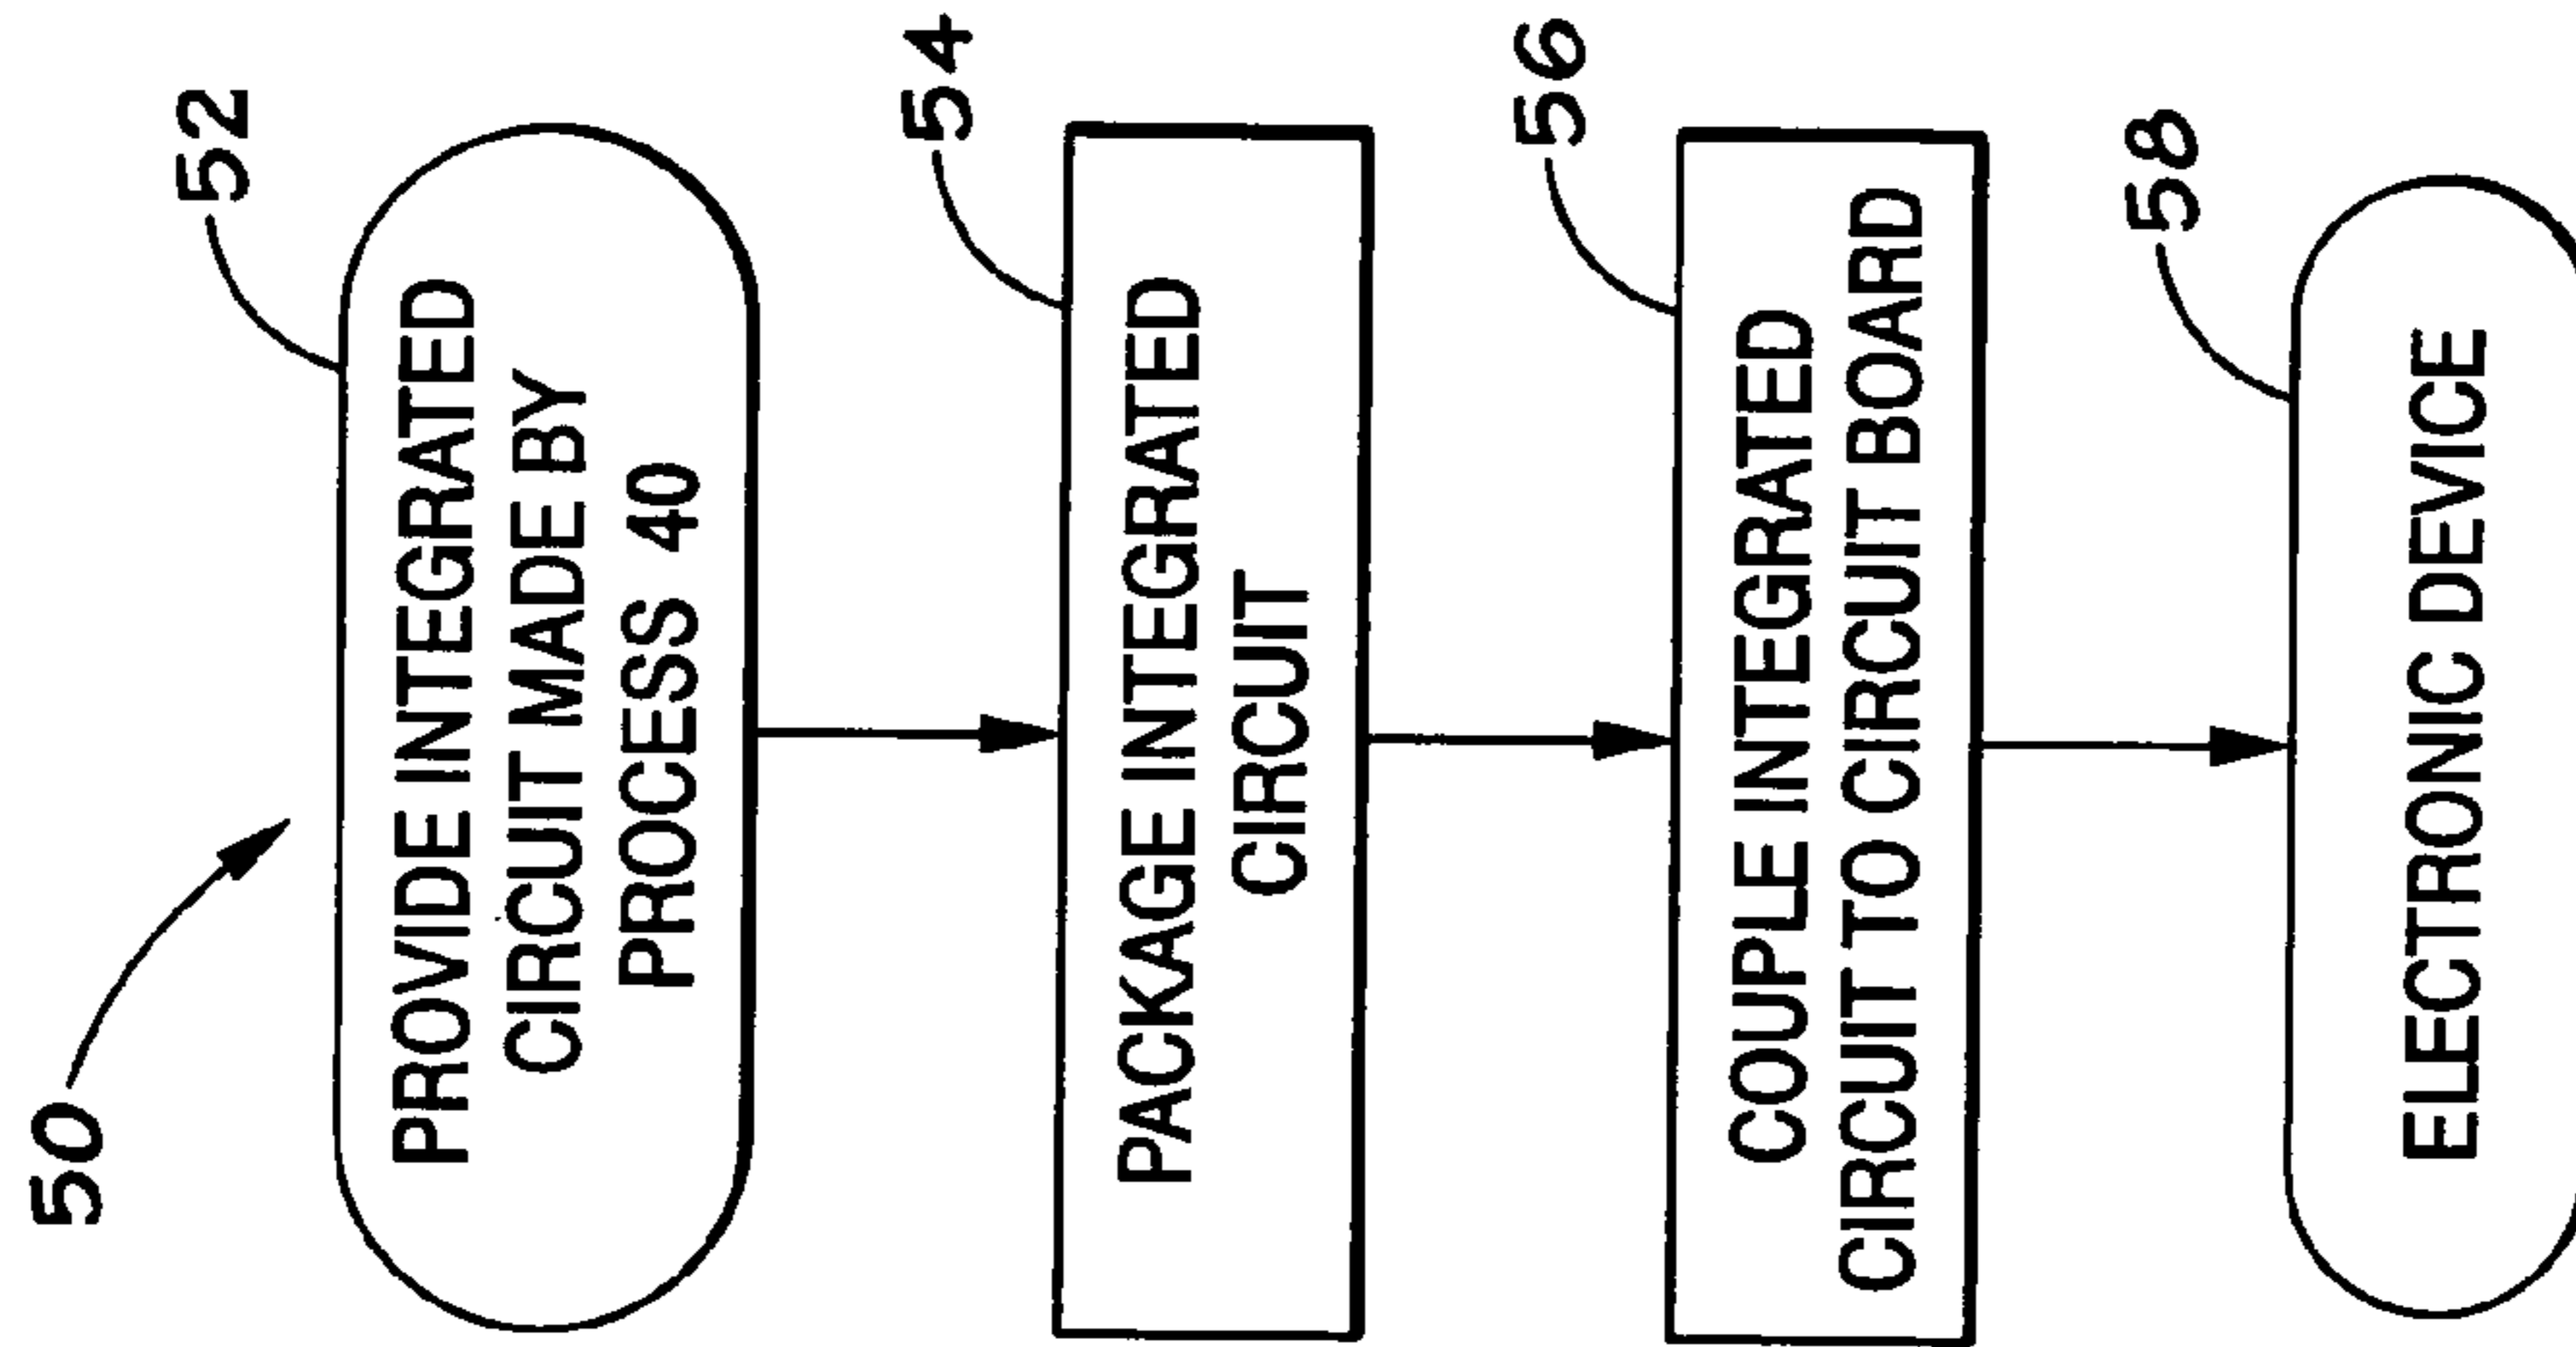 50
52
PROVIDE INTEGRATED
CIRCUIT MADE BY
PROCESS 40
54
PACKAGE INTEGRATED
CIRCUIT
56
COUPLE INTEGRATED
CIRCUIT TO CIRCUIT BOARD
58
ELECTRONIC DEVICE